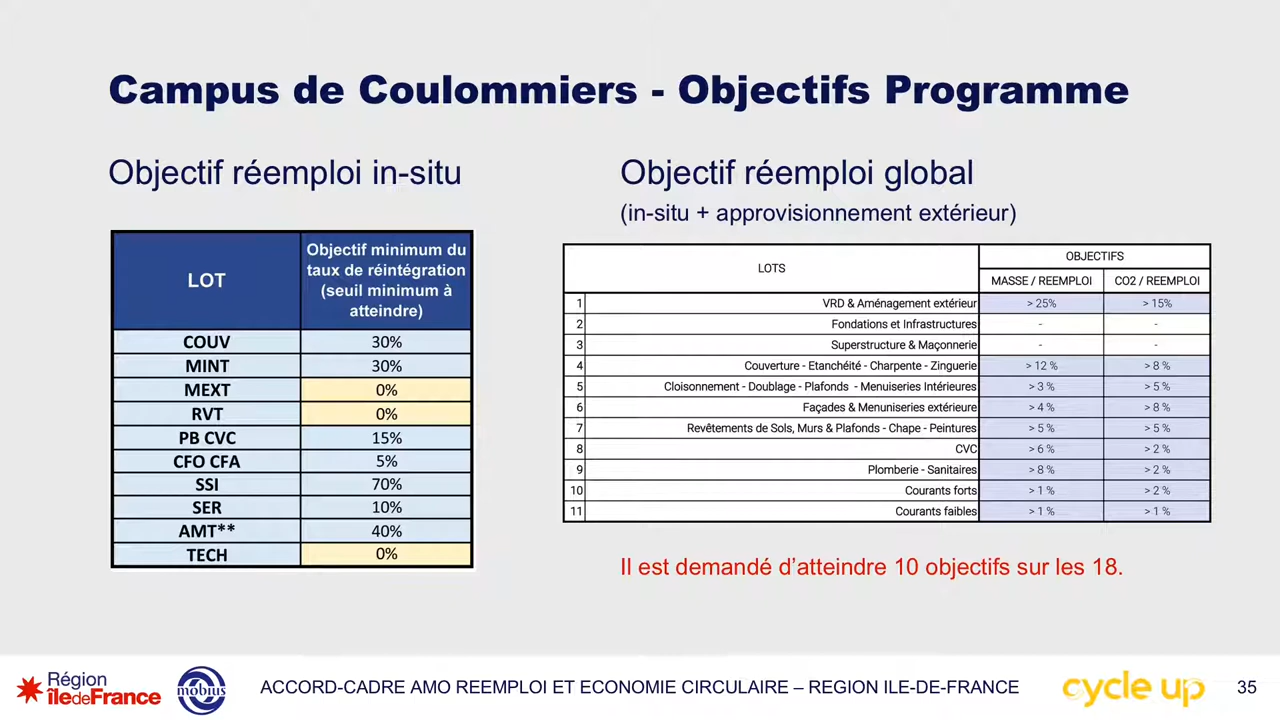 Campus de Coulommiers - Objectifs Programme
Objectif réemploi in-situ
LOT
Objectif minimum du
taux de réintégration
(seuil minimum à
atteindre)
COUV 30%
MINT 30%
MEXT 0%
RVT 0%
PB CVC 15%
CFO CFA 5%
SSI 70%
SER 10%
AMT** 40%
TECH 0%
Objectif réemploi global
(in-situ + approvisionnement extérieur)
LOTS
OBJECTIFS
MASSE / REEMPLOI CO2 / REEMPLOI
1 VRD & Aménagement extérieur > 25% > 15%
2 Fondations et Infrastructures - -
3 Superstructure & Maçonnerie - -
4 Couverture - Etanchéité - Charpente - Zinguerie > 12 % > 8 %
5 Cloisonnement - Doublage - Plafonds - Menuiseries Intérieures > 3 % > 5 %
6 Façades & Menuniseries extérieure > 4 % > 8 %
7 Revêtements de Sols, Murs & Plafonds - Chape - Peintures > 5 % > 5 %
8 CVC > 6 % > 2 %
9 Plomberie - Sanitaires > 8 % > 2 %
10 Courants forts > 1 % > 2 %
11 Courants faibles > 1 % > 1 %
Il est demandé d'atteindre 10 objectifs sur les 18.
Région
îledeFrance
mobius
ACCORD-CADRE AMO REEMPLOI ET ECONOMIE CIRCULAIRE – REGION ILE-DE-FRANCE
cycle up
35